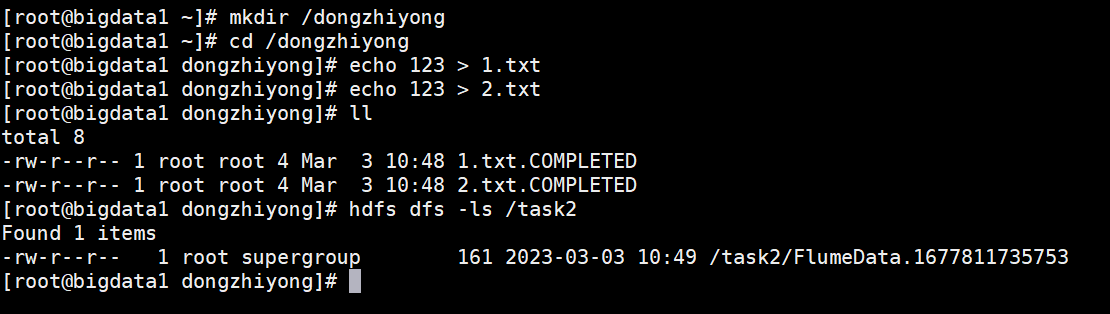 [root@bigdata1 ~]# mkdir /dongzhiyong
[root@bigdata1 ~]# cd /dongzhiyong
[root@bigdata1 dongzhiyong]# echo 123 > 1.txt
[root@bigdata1 dongzhiyong]# echo 123 > 2.txt
[root@bigdata1 dongzhiyong]# ll
total 8
-rw-r--r-- 1 root root 4 Mar  3 10:48 1.txt.COMPLETED
-rw-r--r-- 1 root root 4 Mar  3 10:48 2.txt.COMPLETED
[root@bigdata1 dongzhiyong]# hdfs dfs -ls /task2
Found 1 items
-rw-r--r--   1 root supergroup        161 2023-03-03 10:49 /task2/FlumeData.1677811735753
[root@bigdata1 dongzhiyong]#